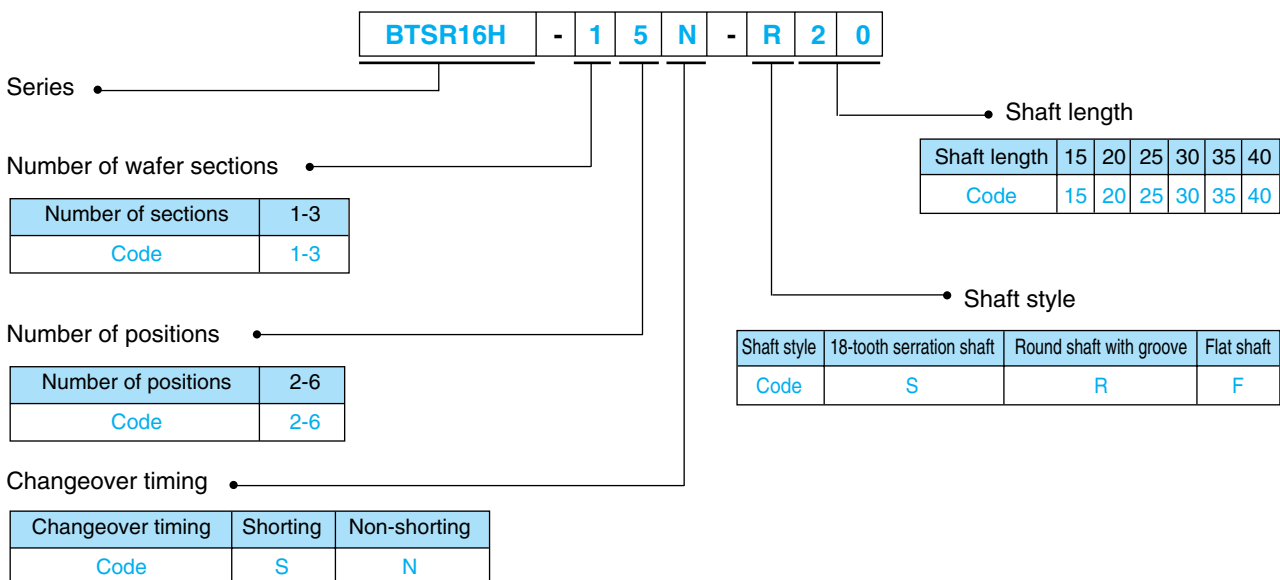 BTSR16H - 1 5 N - R 2 0
Series
Shaft length
Shaft length 15 20 25 30 35 40
Code 15 20 25 30 35 40
Number of wafer sections
Number of sections 1-3
Code 1-3
Shaft style
Shaft style 18-tooth serration shaft Round shaft with groove Flat shaft
Code S R F
Number of positions
Number of positions 2-6
Code 2-6
Changeover timing
Changeover timing Shorting Non-shorting
Code S N